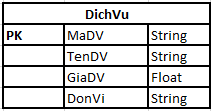 DichVu
PK MaDV String
TenDV String
GiaDV Float
DonVi String